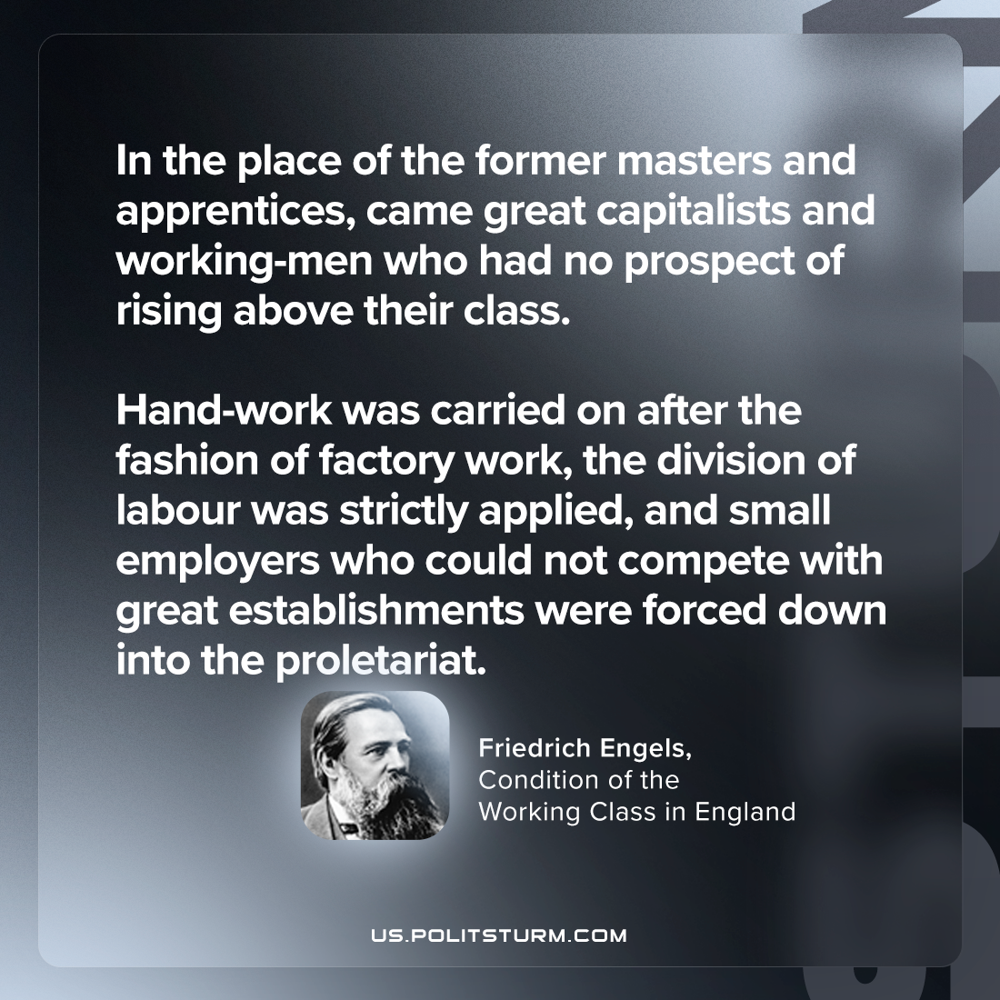 In the place of the former masters and
apprentices, came great capitalists and
working-men who had no prospect of
rising above their class.
Hand-work was carried on after the
fashion of factory work, the division of
labour was strictly applied, and small
employers who could not compete with
great establishments were forced down
into the proletariat.
Friedrich Engels,
Condition of the
Working Class in England
US.POLITSTURM.COM